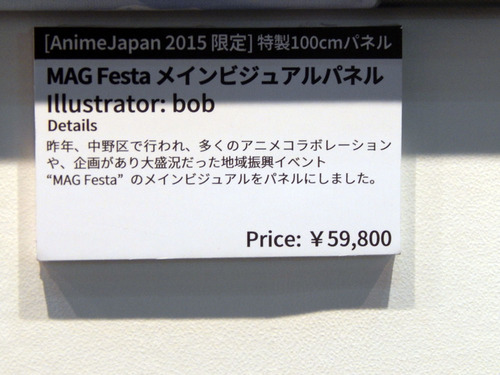 [AnimeJapan 2015 限定] 特製100cmパネル
MAG Festa メインビジュアルパネル
Illustrator: bob
Details
昨年、中野区で行われ、多くのアニメコラボレーション
や、企画があり大盛況だった地域振興イベント
“MAG Festa” のメインビジュアルをパネルにしました。
Price: ￥59,800